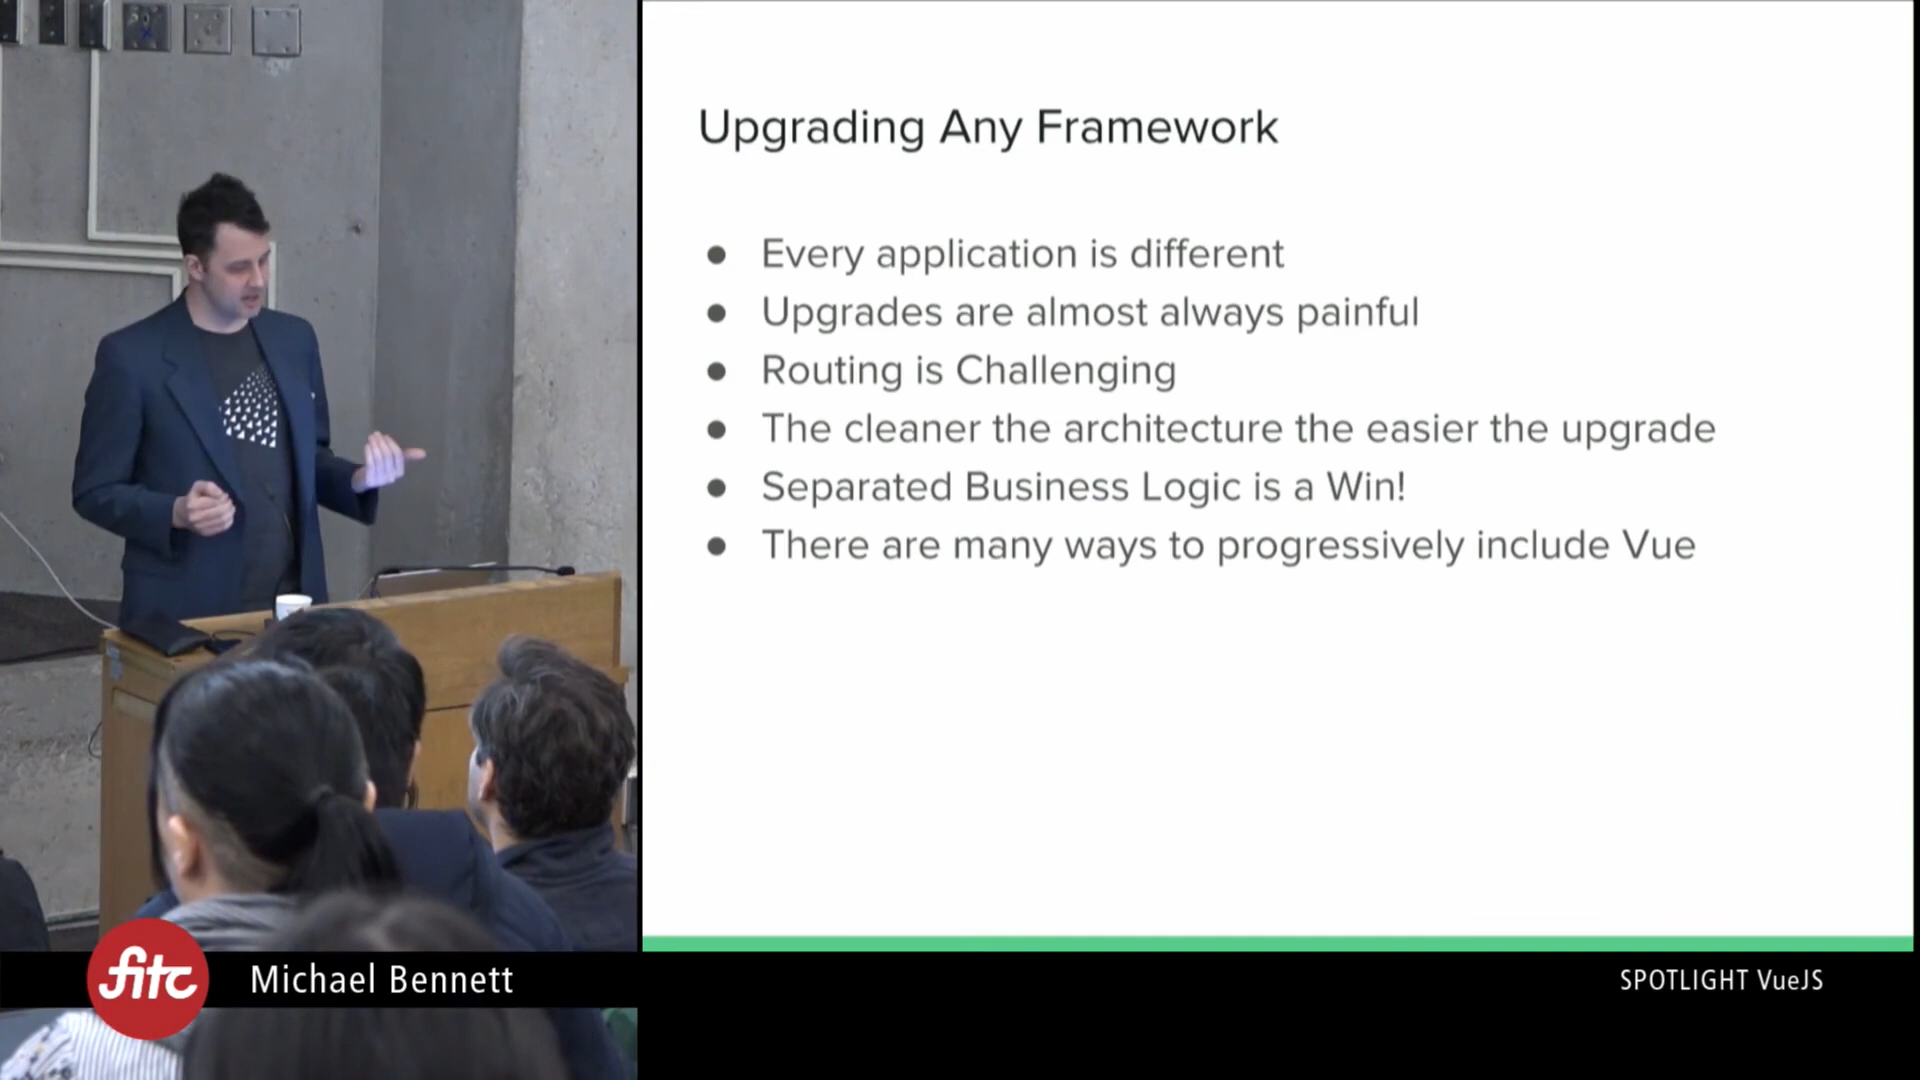 Upgrading Any Framework
● Every application is different
● Upgrades are almost always painful
● Routing is Challenging
● The cleaner the architecture the easier the upgrade
● Separated Business Logic is a Win!
● There are many ways to progressively include Vue
fitc
Michael Bennett
SPOTLIGHT VueJS